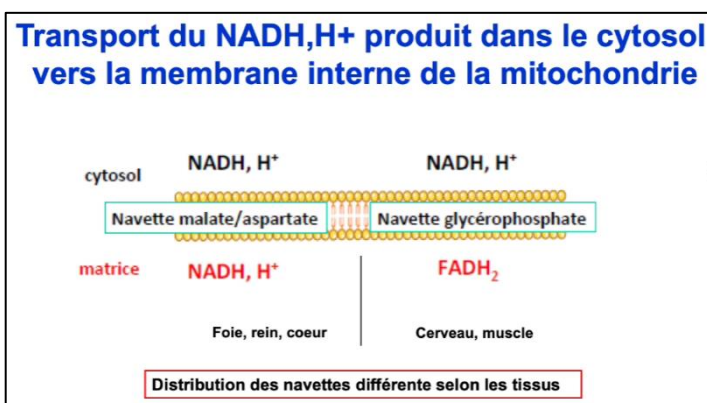 Transport du NADH,H+ produit dans le cytosol
vers la membrane interne de la mitochondrie
cytosol
NADH, H⁺
NADH, H⁺
Navette malate/aspartate
Navette glycérophosphate
matrice
NADH, H⁺
FADH₂
Foie, rein, coeur
Cerveau, muscle
Distribution des navettes différente selon les tissus